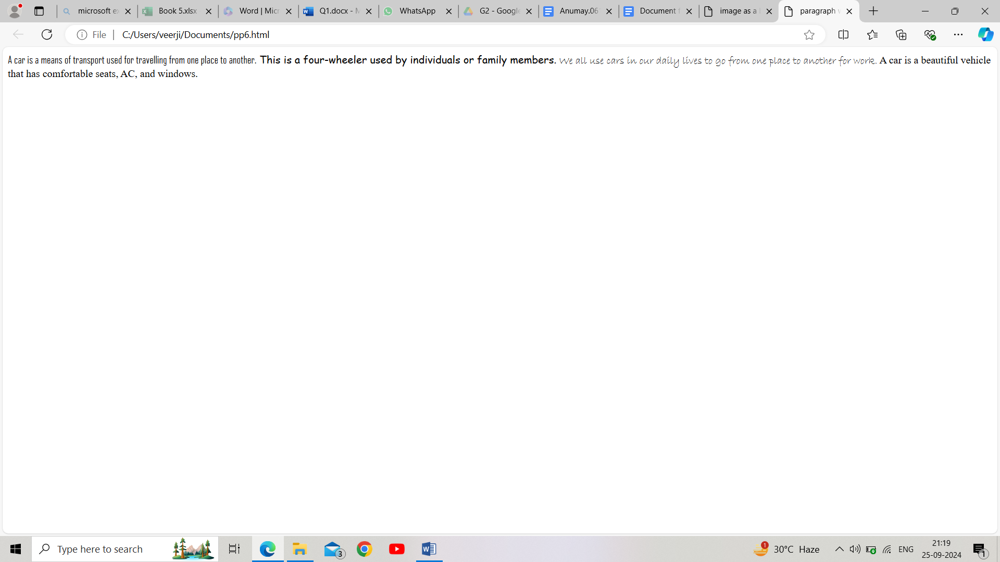 microsoft e
Book 5.xlsx
Word | Micr
Q1.docx - M
WhatsApp
G2 - Google
Anumay.06
Document f
image as a l
paragraph w
File
C:/Users/veerji/Documents/pp6.html
A car is a means of transport used for travelling from one place to another. This is a four-wheeler used by individuals or family members. We all use cars in our daily lives to go from one place to another for work. A car is a beautiful vehicle
that has comfortable seats, AC, and windows.
Type here to search
3
1
30°C Haze
ENG
21:19
25-09-2024
1